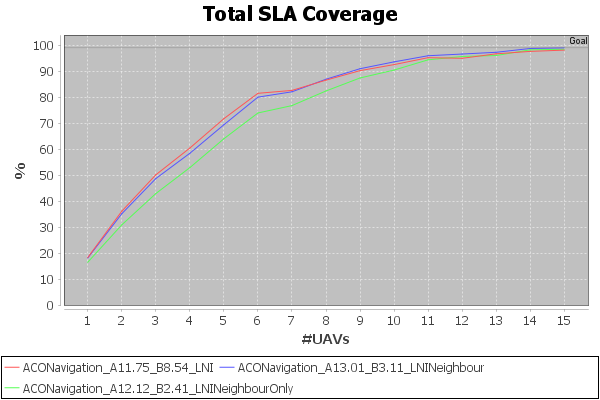 Total SLA Coverage
Goal
100
90
80
70
60
50
40
30
20
10
0
%
1 2 3 4 5 6 7 8 9 10 11 12 13 14 15
#UAVs
ACONavigation_A11.75_B8.54_LNI ACONavigation_A13.01_B3.11_LNINeighbour
ACONavigation_A12.12_B2.41_LNINeighbourOnly